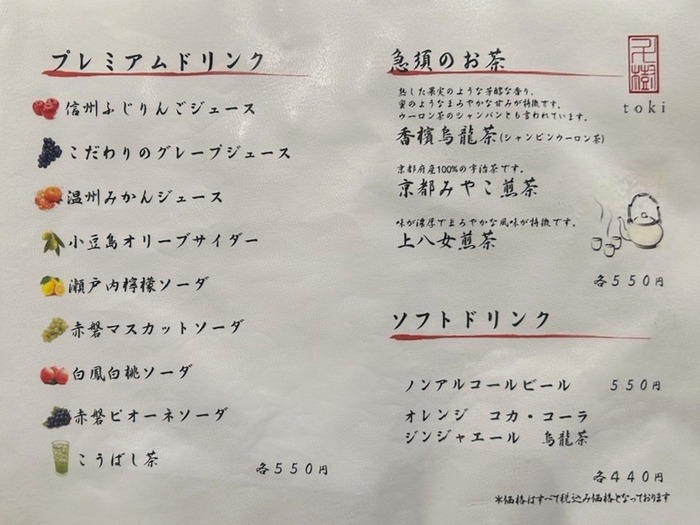 プレミアムドリンク
信州ふじりんごジュース
こだわりのグレープジュース
温州みかんジュース
小豆島オリーブサイダー
瀬戸内檸檬ソーダ
赤磐マスカットソーダ
白鳳白桃ソーダ
赤磐ピオーネソーダ
こうばし茶
各550円
急須のお茶
熟した果実のような芳醇な香り、
蜜のようなまろやかな甘みが特徴です。
ウーロン茶のシャンパンとも言われています。
香檳烏龍茶(シャンピンウーロン茶)
京都府産100%の宇治茶です。
京都みやこ煎茶
味が濃厚でまろやかな風味が特徴です。
上八女煎茶
各550円
ソフトドリンク
ノンアルコールビール 550円
オレンジ コカ・コーラ
ジンジャエール 烏龍茶
各440円
*価格はすべて税込み価格となっております
toki